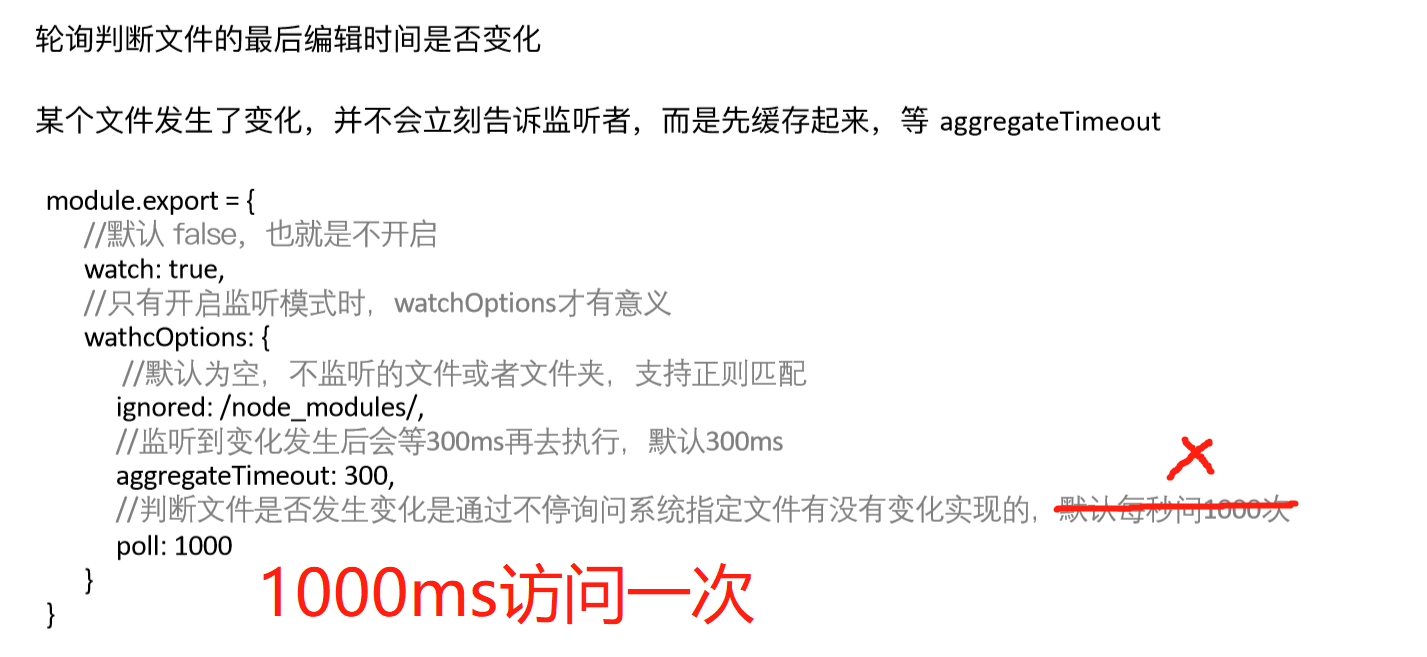 轮询判断文件的最后编辑时间是否变化
某个文件发生了变化，并不会立刻告诉监听者，而是先缓存起来，等 aggregateTimeout
module.export = {
//默认 false，也就是不开启
watch: true,
//只有开启监听模式时，watchOptions才有意义
wathcOptions: {
//默认为空，不监听的文件或者文件夹，支持正则匹配
ignored: /node_modules/,
//监听到变化发生后会等300ms再去执行，默认300ms
aggregateTimeout: 300,
//判断文件是否发生变化是通过不停询问系统指定文件有没有变化实现的，默认每秒问1000次
poll: 1000
}
1000ms访问一次
}